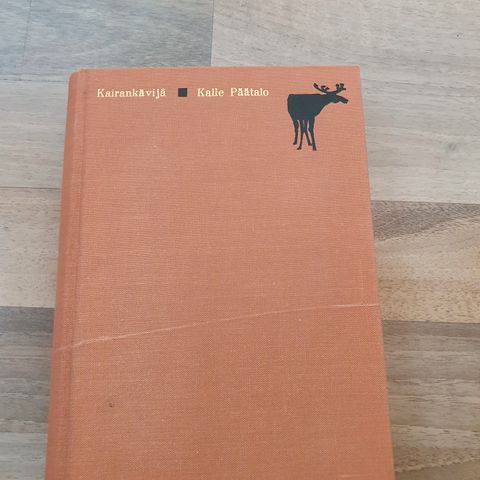 Kairankävijä ■ Kalle Päätalo